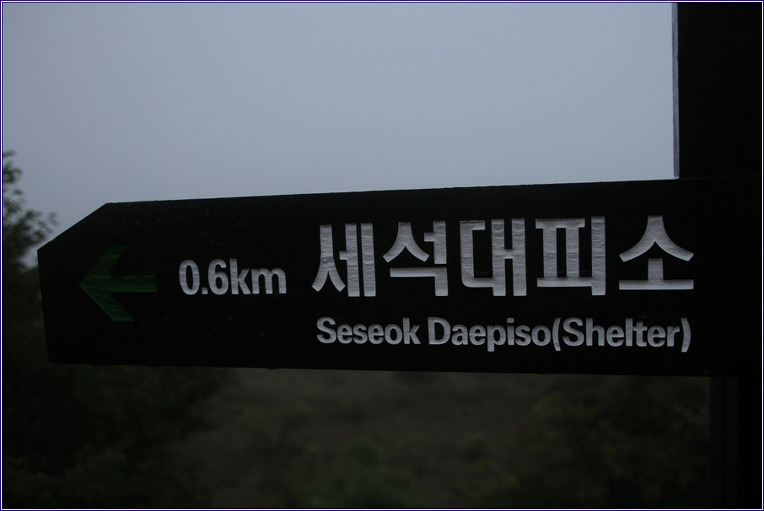 0.6km 세석대피소
Seseok Daepiso(Shelter)